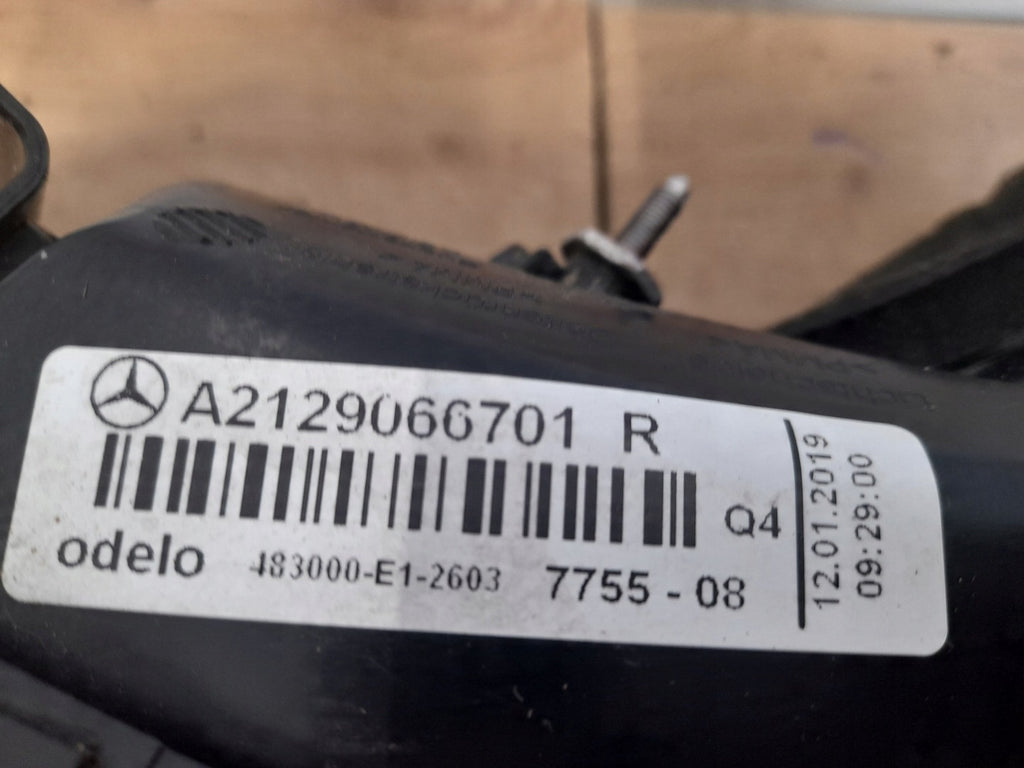 A2129066701 R
Q4
odelo 483000-E1-2603 7755 - 08
12.01.2019
09:29:00